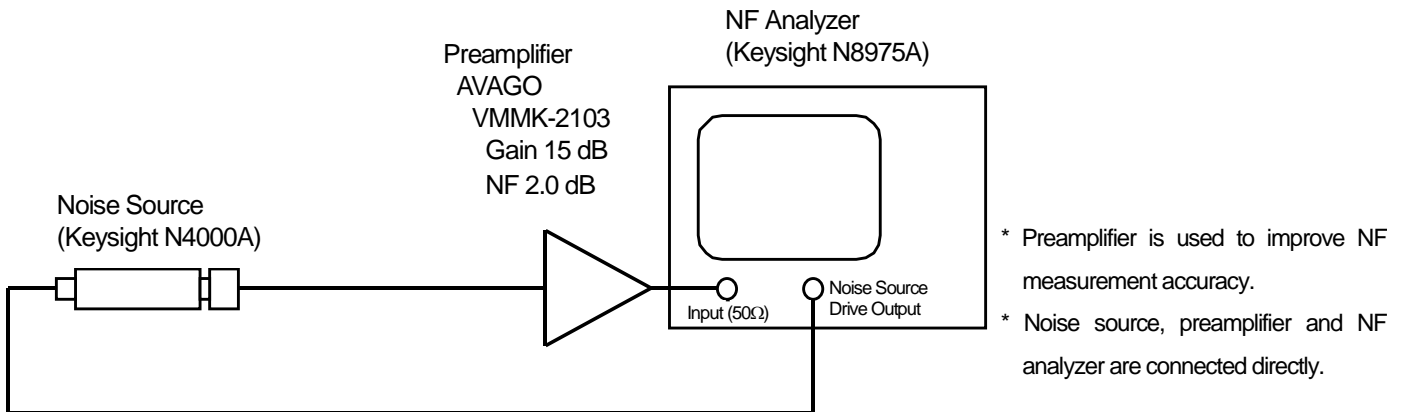 NF Analyzer
(Keysight N8975A)
Preamplifier
AVAGO
VMMK-2103
Gain 15 dB
NF 2.0 dB
Noise Source
(Keysight N4000A)
Input (50Ω)
Noise Source
Drive Output
* Preamplifier is used to improve NF
measurement accuracy.
* Noise source, preamplifier and NF
analyzer are connected directly.